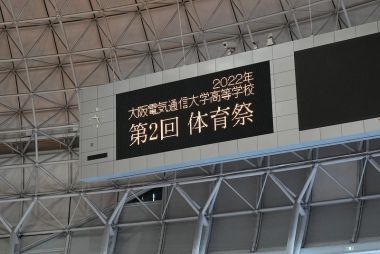 2022年
大阪電気通信大学高等学校
第2回 体育祭